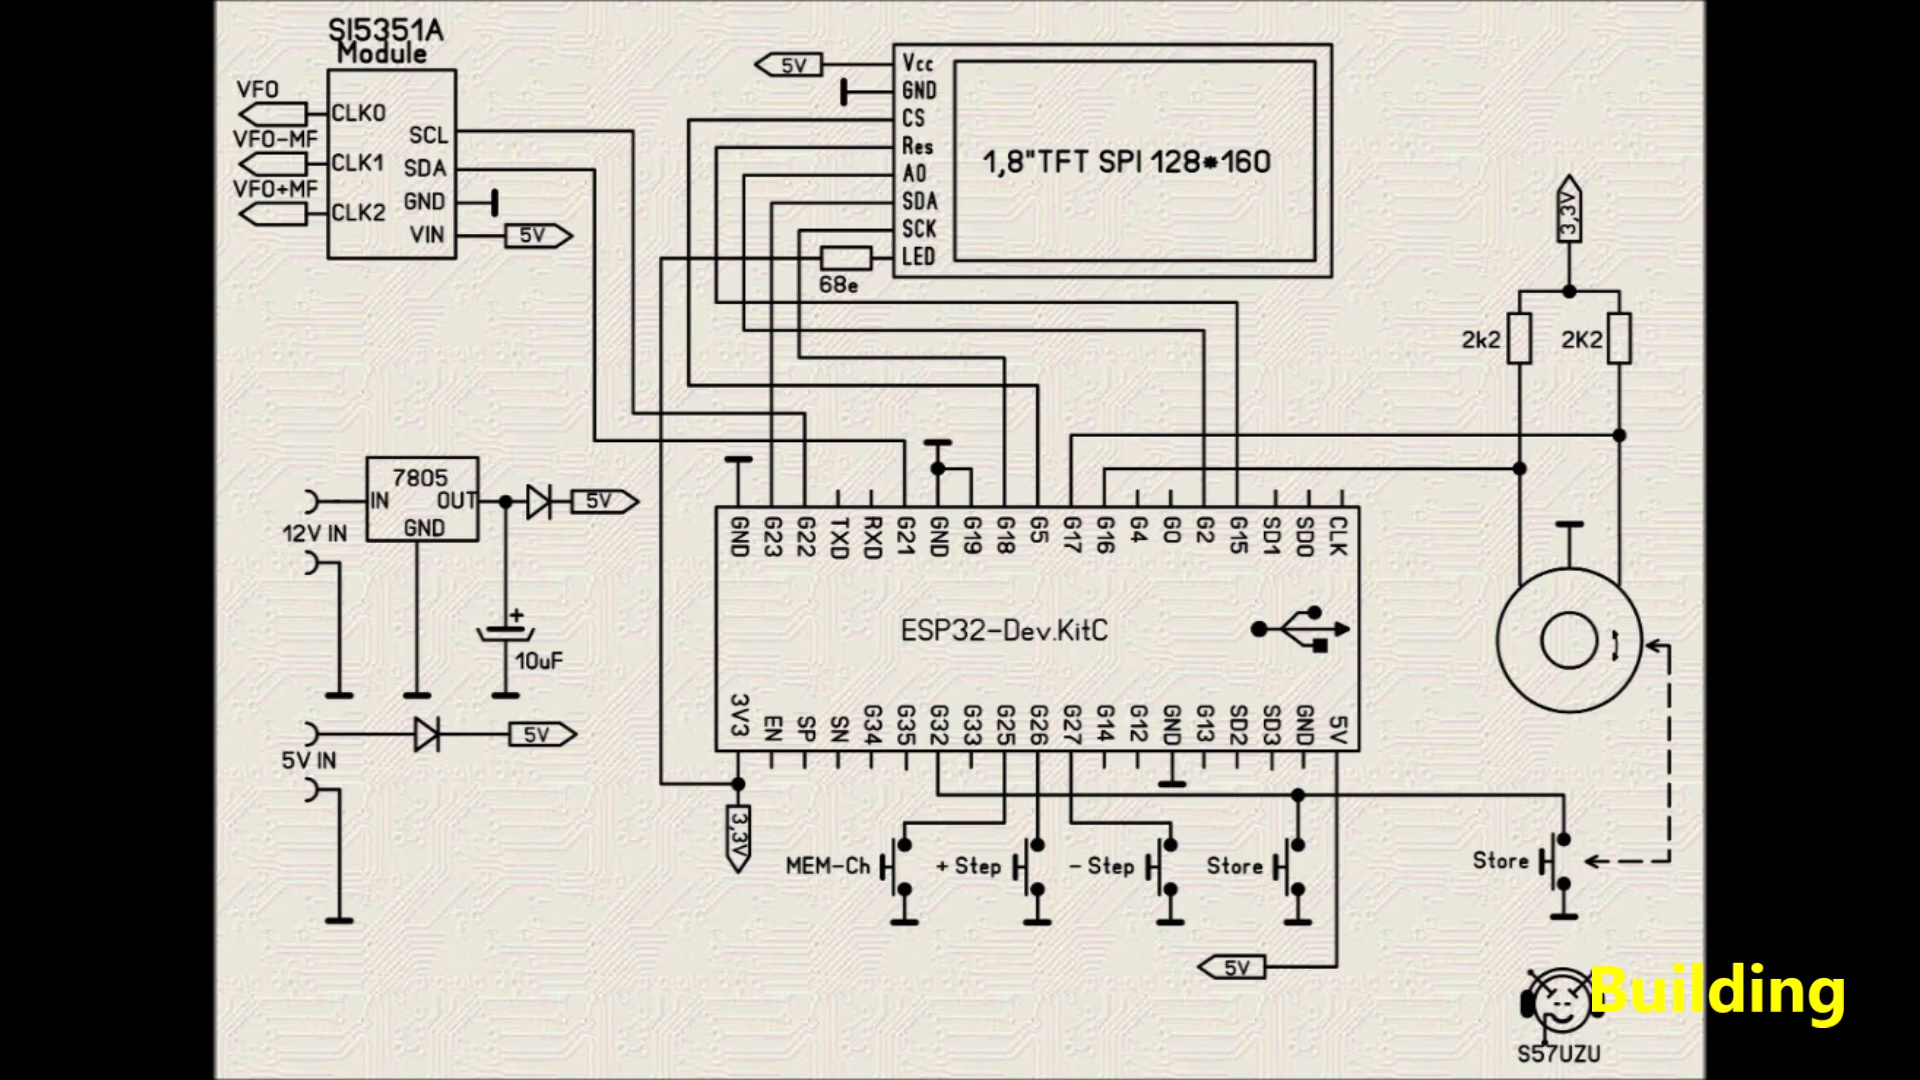 SI5351A
Module
VFO
CLK0
VFO-MF
CLK1
VFO+MF
CLK2
SCL
SDA
GND
VIN
5V
5V
Vcc
GND
CS
Res
A0
SDA
SCK
LED
68e
1,8"TFT SPI 128*160
3,3V
2k2
2K2
7805
IN
OUT
GND
5V
12V IN
+
10uF
5V
5V IN
GND
G23
G22
TXD
RXD
G21
GND
G19
G18
G5
G17
G16
G4
G0
G2
G15
SD1
SD0
CLK
ESP32-Dev.KitC
3V3
EN
SP
SN
G34
G35
G32
G33
G25
G26
G27
G14
G12
GND
G13
SD2
SD3
GND
5V
3,3V
MEM-Ch
+ Step
- Step
Store
Store
5V
Building
S57UZU